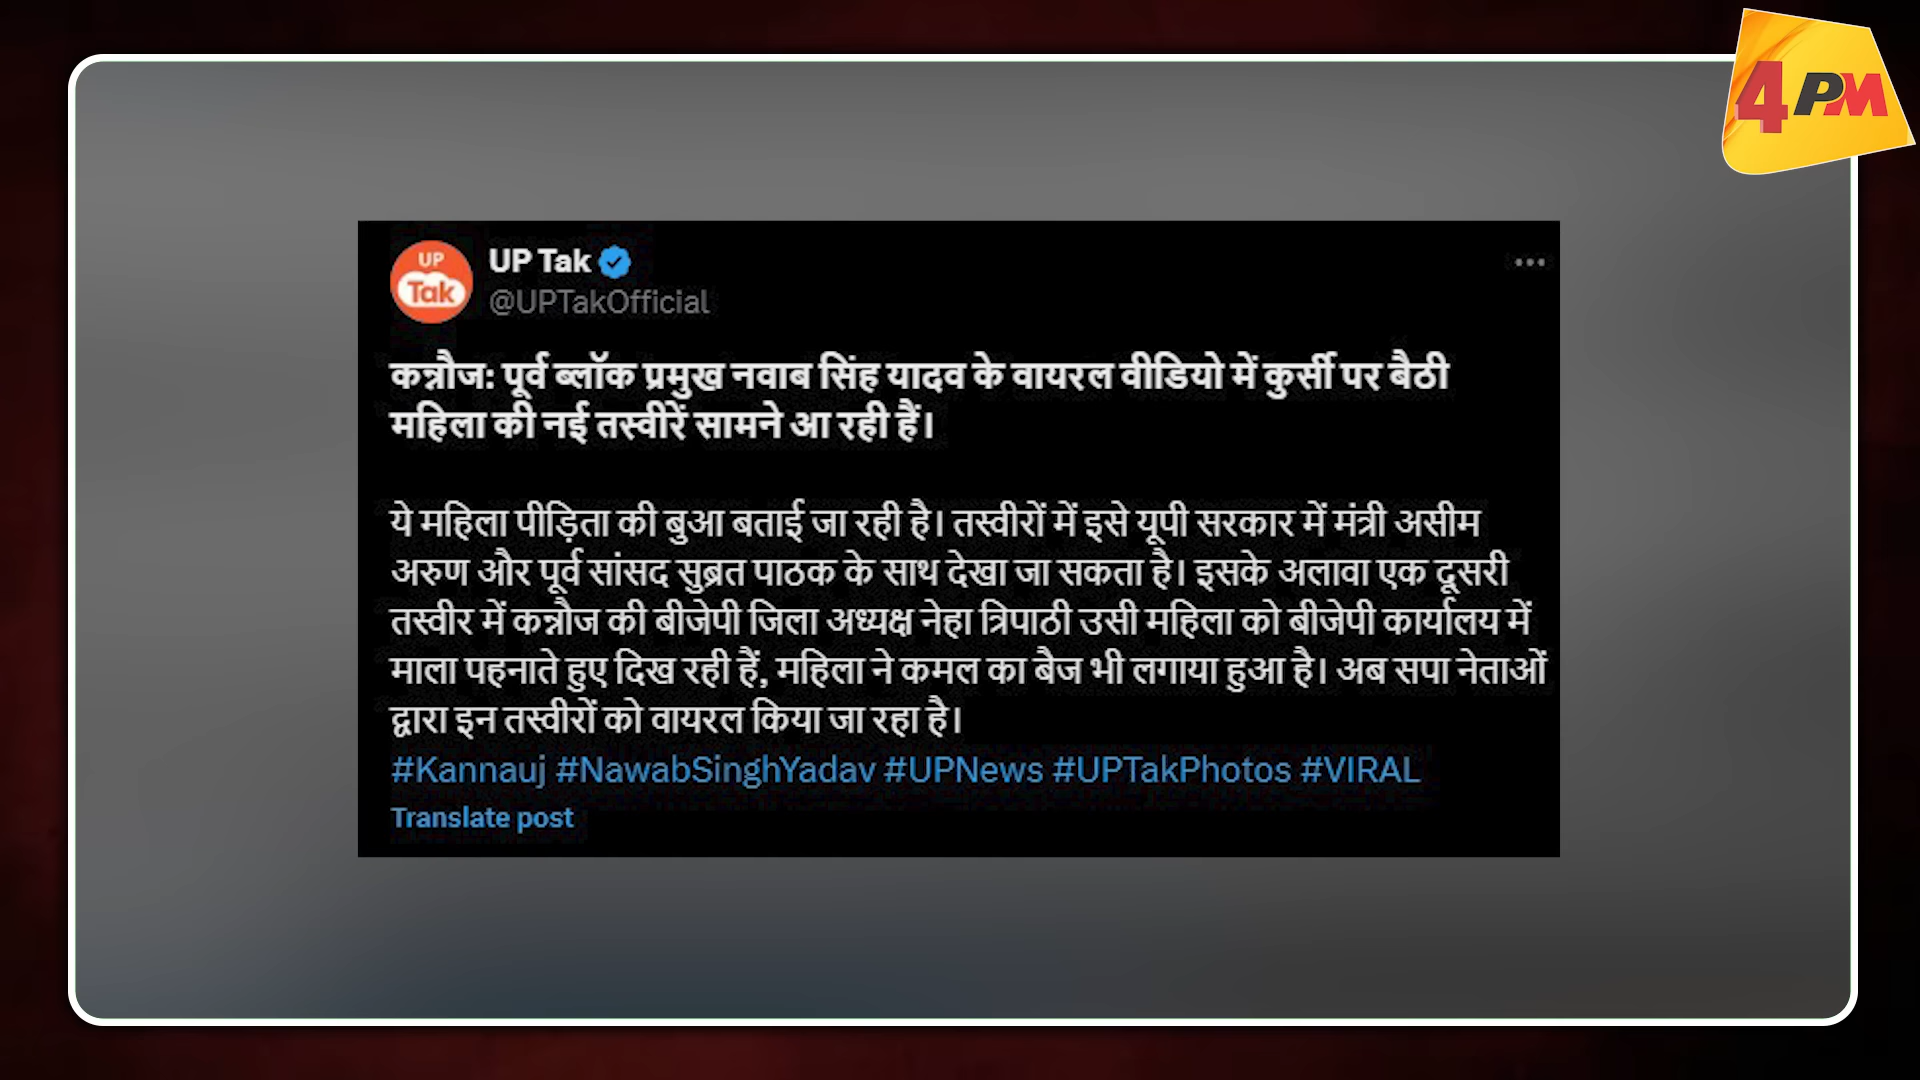 4PM
UP
Tak
UP Tak
@UPTakOfficial
कन्नौज: पूर्व ब्लॉक प्रमुख नवाब सिंह यादव के वायरल वीडियो में कुर्सी पर बैठी
महिला की नई तस्वीरें सामने आ रही हैं।
ये महिला पीड़िता की बुआ बताई जा रही है। तस्वीरों में इसे यूपी सरकार में मंत्री असीम
अरुण और पूर्व सांसद सुब्रत पाठक के साथ देखा जा सकता है। इसके अलावा एक दूसरी
तस्वीर में कन्नौज की बीजेपी जिला अध्यक्ष नेहा त्रिपाठी उसी महिला को बीजेपी कार्यालय में
माला पहनाते हुए दिख रही हैं, महिला ने कमल का बैज भी लगाया हुआ है। अब सपा नेताओं
द्वारा इन तस्वीरों को वायरल किया जा रहा है।
#Kannauj #NawabSinghYadav #UPNews #UPTakPhotos #VIRAL
Translate post